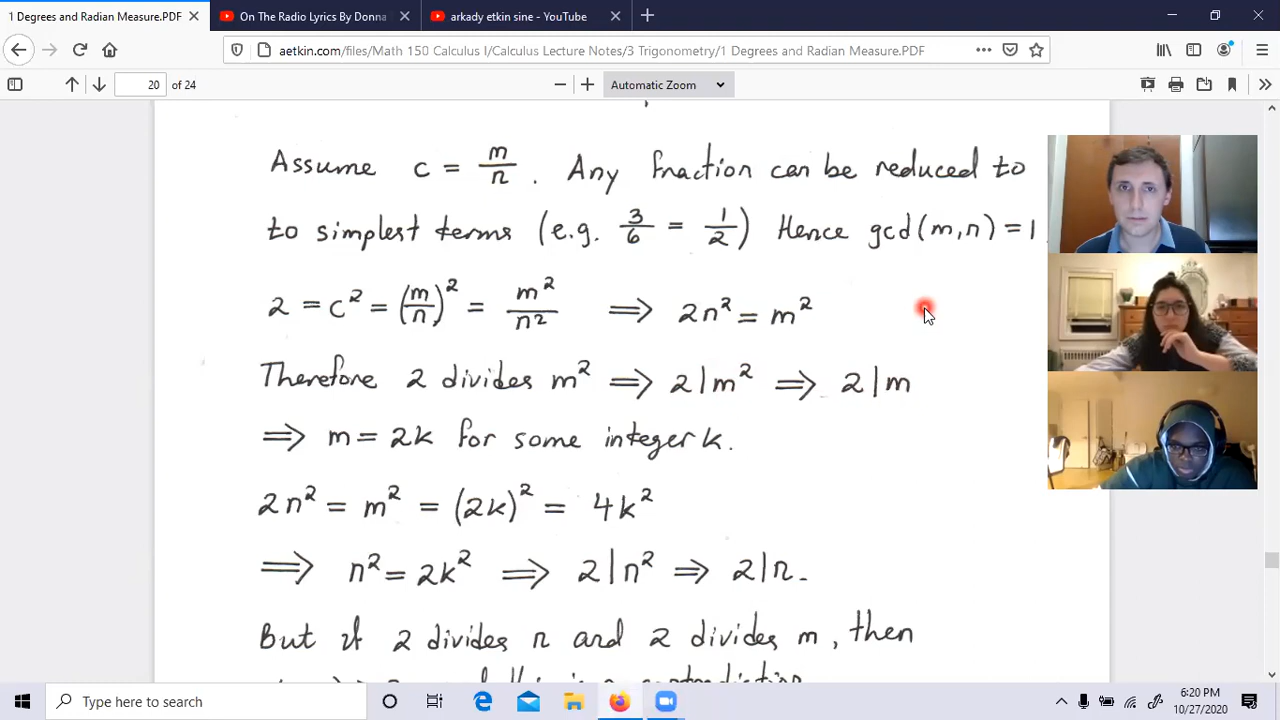 1 Degrees and Radian Measure.PDF
On The Radio Lyrics By Donna
arkady etkin sine - YouTube
aetkin.com/files/Math 150 Calculus I/Calculus Lecture Notes/3 Trigonometry/1 Degrees and Radian Measure.PDF
20 of 24
Automatic Zoom
Assume c = m/n. Any fraction can be reduced to
to simplest terms (e.g. 3/6 = 1/2) Hence gcd(m,n) = 1
2 = c² = (m/n)² = m²/n² ⟹ 2n² = m²
Therefore 2 divides m² ⟹ 2|m² ⟹ 2|m
⟹ m = 2k for some integer k.
2n² = m² = (2k)² = 4k²
⟹ n² = 2k² ⟹ 2|n² ⟹ 2|n.
But if 2 divides n and 2 divides m, then
contradiction
Type here to search
6:20 PM
10/27/2020